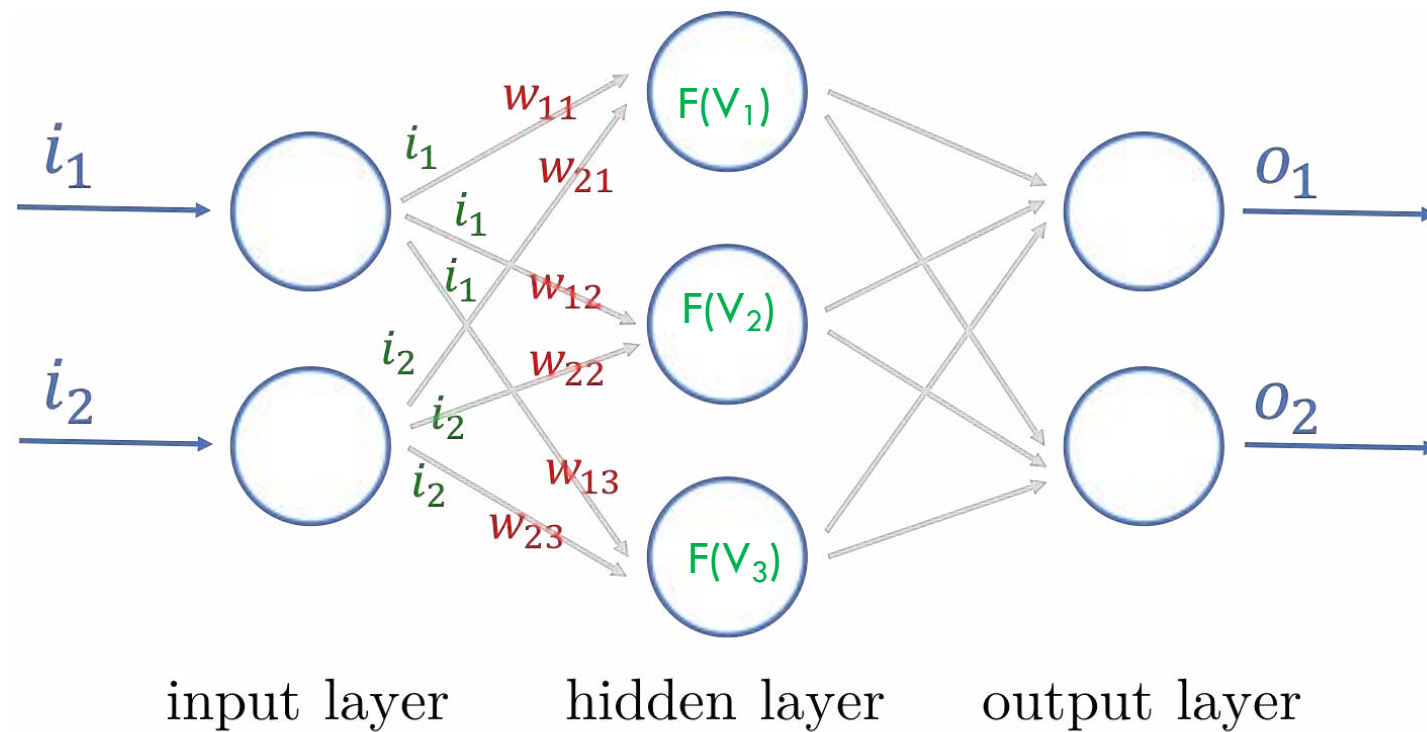 w₁₁
F(V₁)
i₁
i₁
w₂₁
o₁
i₁
i₁
w₁₂
F(V₂)
i₂
w₂₂
i₂
i₂
o₂
i₂
w₁₃
w₂₃
F(V₃)
input layer
hidden layer
output layer